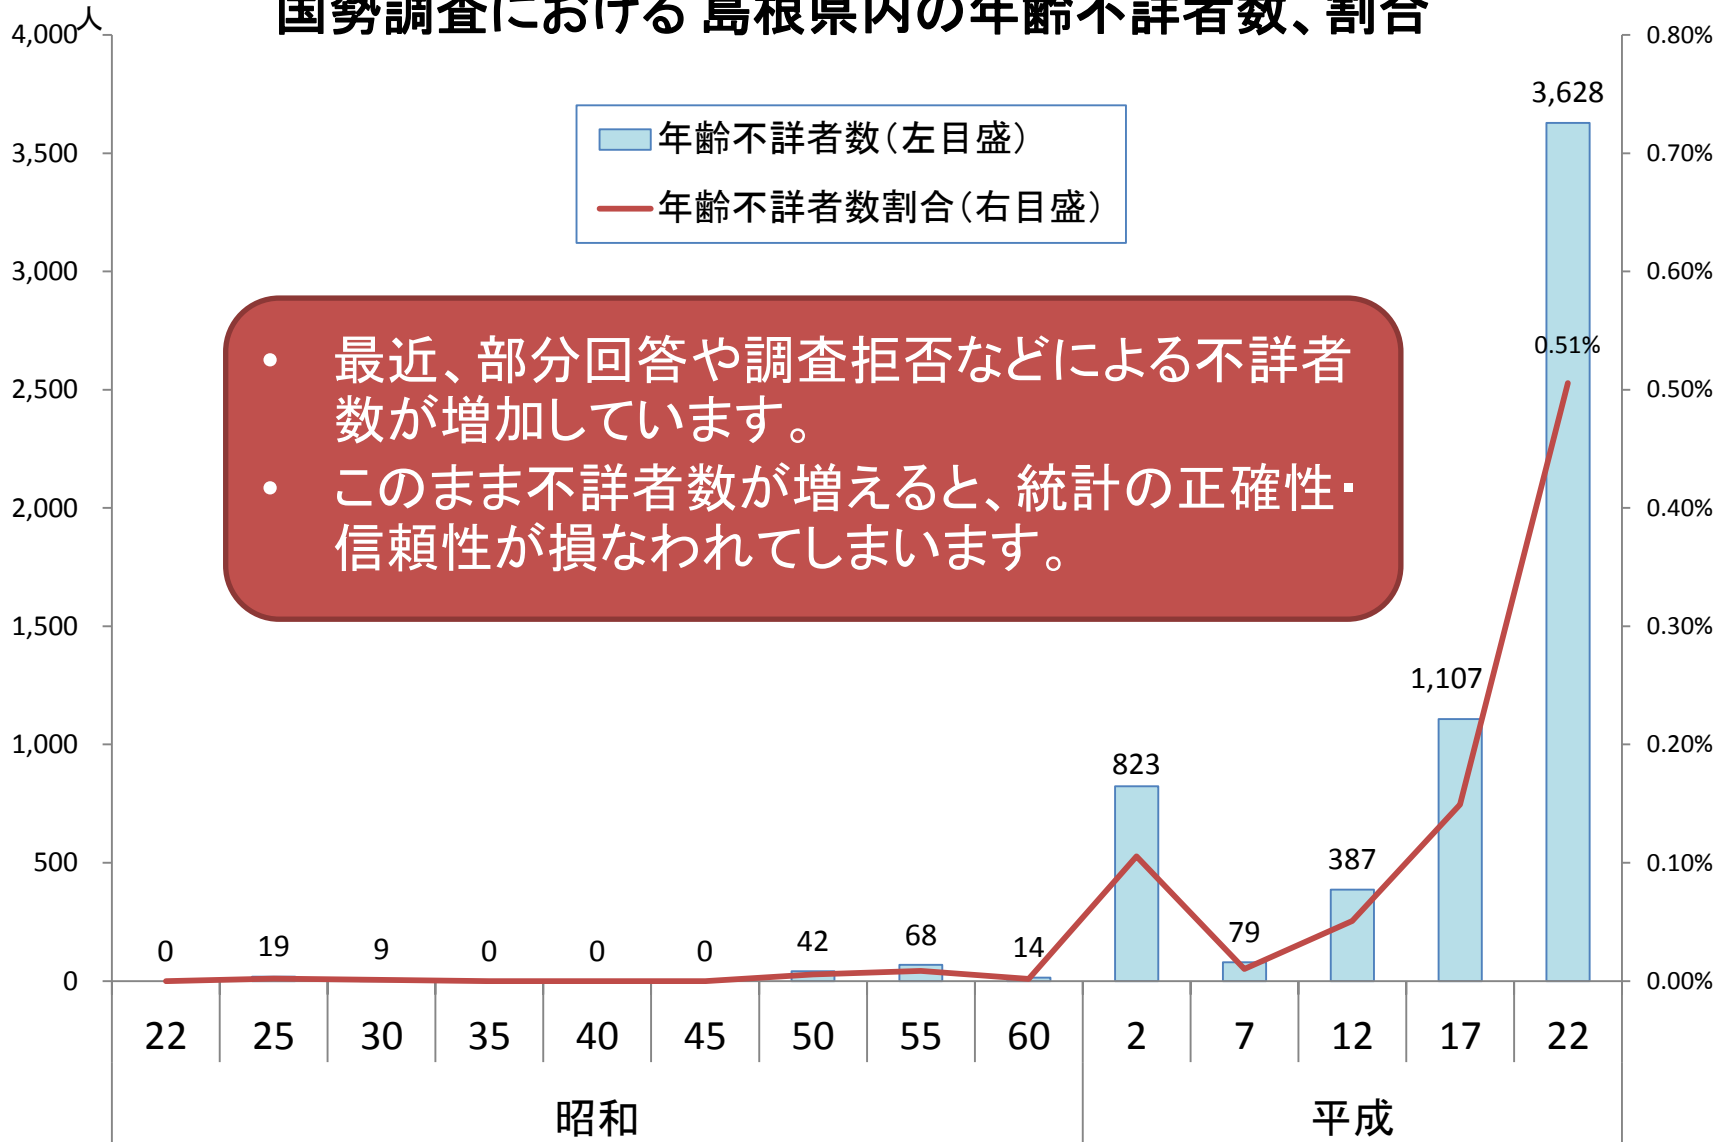 国勢調査における島根県内の年齢不詳者数、割合
人
4,000
3,500
3,000
2,500
2,000
1,500
1,000
500
0
0.80%
0.70%
0.60%
0.50%
0.40%
0.30%
0.20%
0.10%
0.00%
年齢不詳者数（左目盛）
年齢不詳者数割合（右目盛）
• 最近、部分回答や調査拒否などによる不詳者
数が増加しています。
• このまま不詳者数が増えると、統計の正確性・
信頼性が損なわれてしまいます。
0 19 9 0 0 0 42 68 14 823 79 387 1,107 3,628
0.51%
22 25 30 35 40 45 50 55 60 2 7 12 17 22
昭和 平成